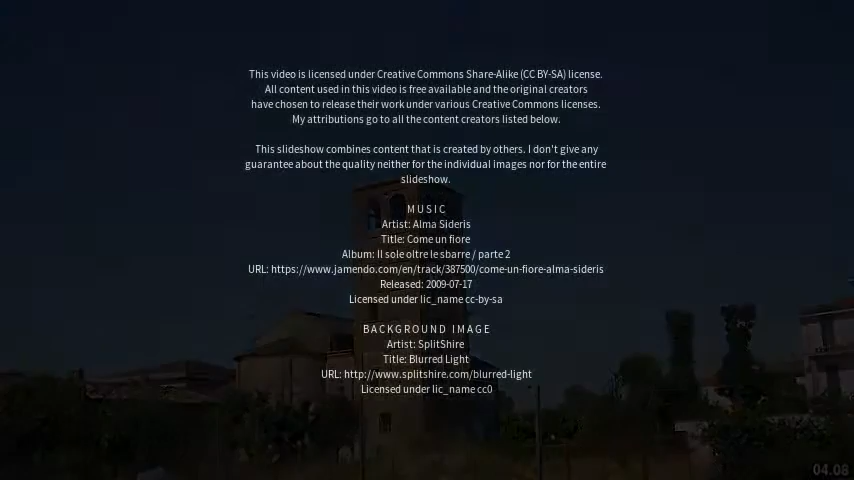 This video is licensed under Creative Commons Share-Alike (CC BY-SA) license.
All content used in this video is free available and the original creators
have chosen to release their work under various Creative Commons licenses.
My attributions go to all the content creators listed below.
This slideshow combines content that is created by others. I don't give any
guarantee about the quality neither for the individual images nor for the entire
slideshow.
MUSIC
Artist: Alma Sideris
Title: Come un fiore
Album: Il sole oltre le sbarre / parte 2
URL: https://www.jamendo.com/en/track/387500/come-un-fiore-alma-sideris
Released: 2009-07-17
Licensed under lic_name cc-by-sa
BACKGROUND IMAGE
Artist: SplitShire
Title: Blurred Light
URL: http://www.splitshire.com/blurred-light
Licensed under lic_name cc0
04.08